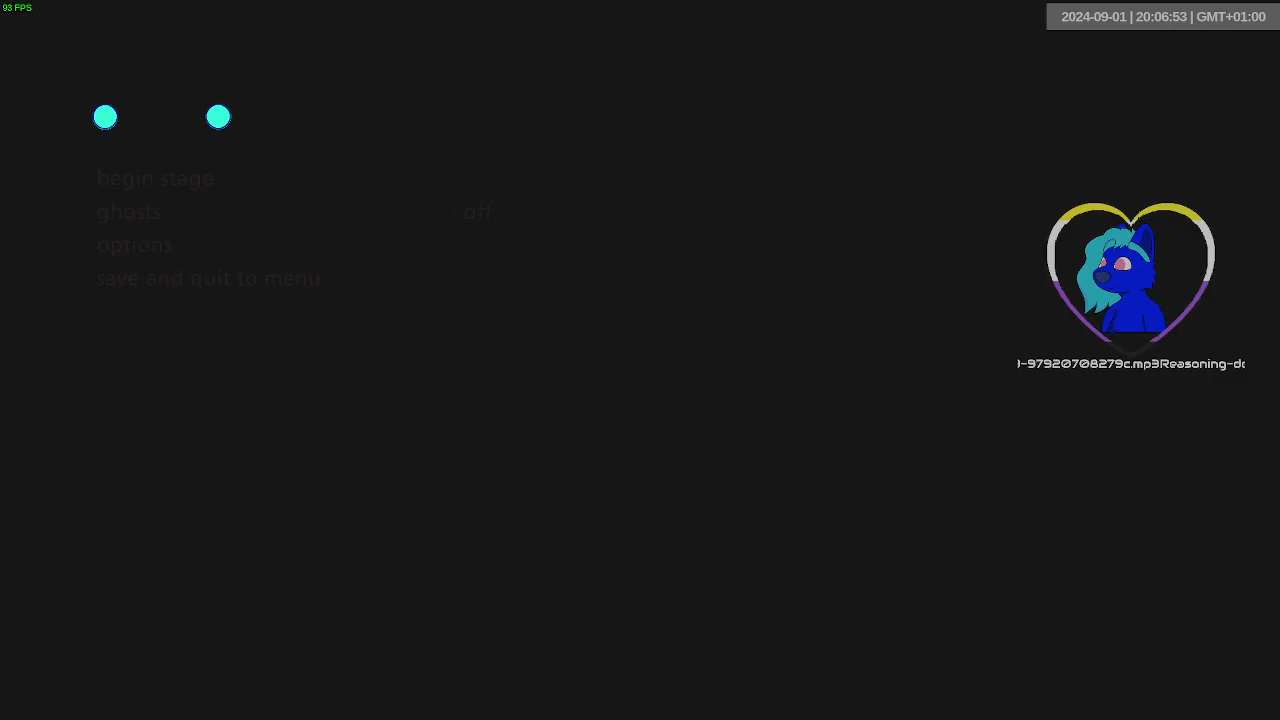 93 FPS
2024-09-01 | 20:06:53 | GMT+01:00
begin stage
ghosts - off
options
save and quit to menu
-97920708279c.mp3Reasoning-do